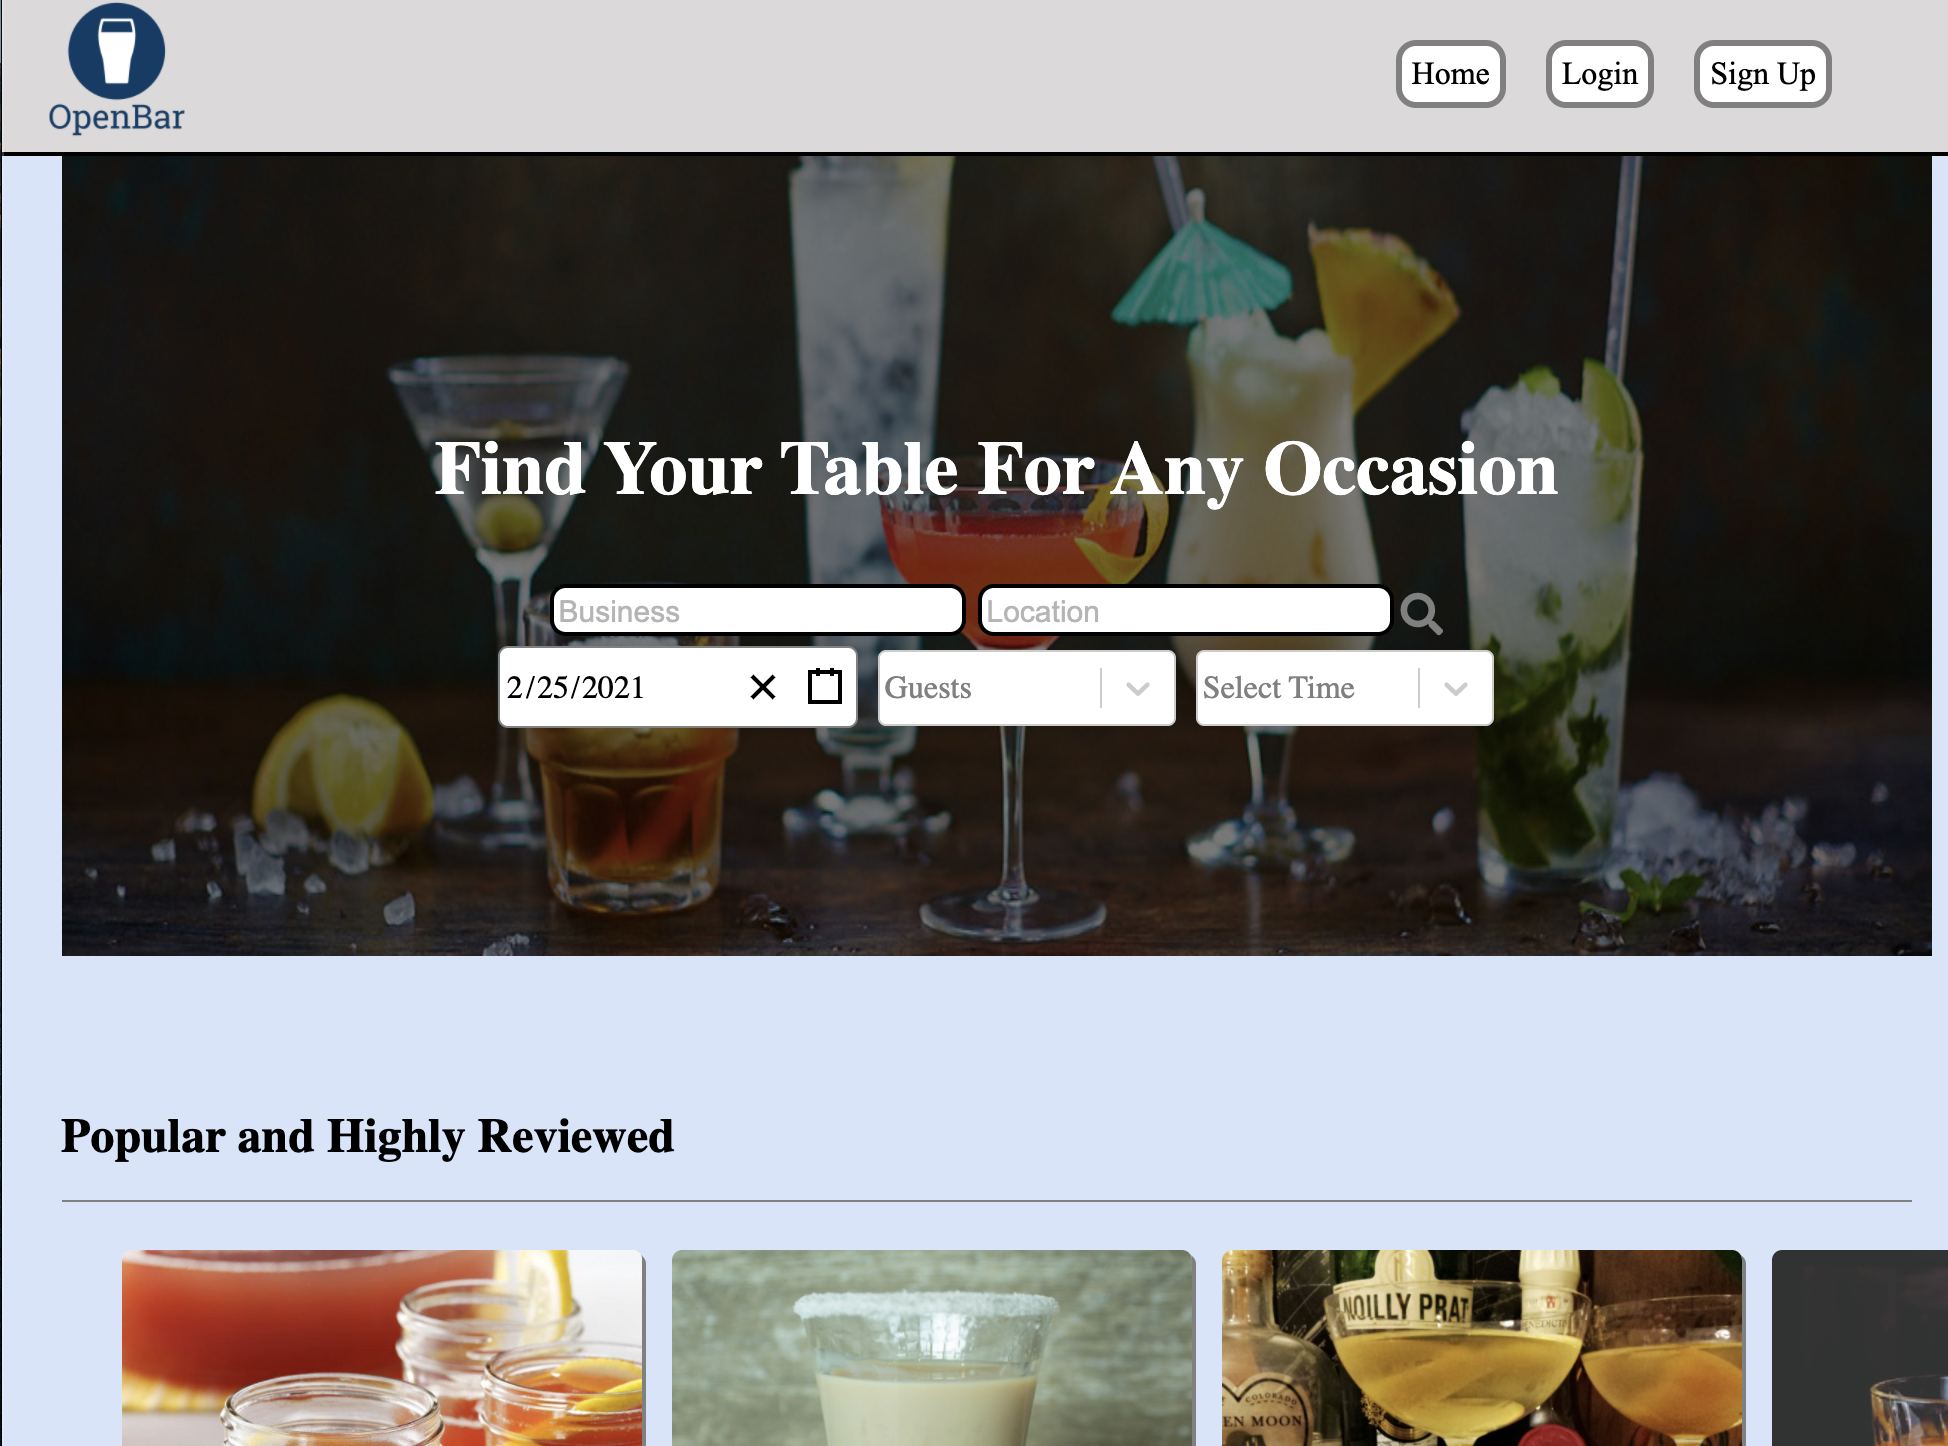 OpenBar
Home
Login
Sign Up
Find Your Table For Any Occasion
Business
Location
2/25/2021
Guests
Select Time
Popular and Highly Reviewed
NOILLY PRAT
COLORADO
EN MOON